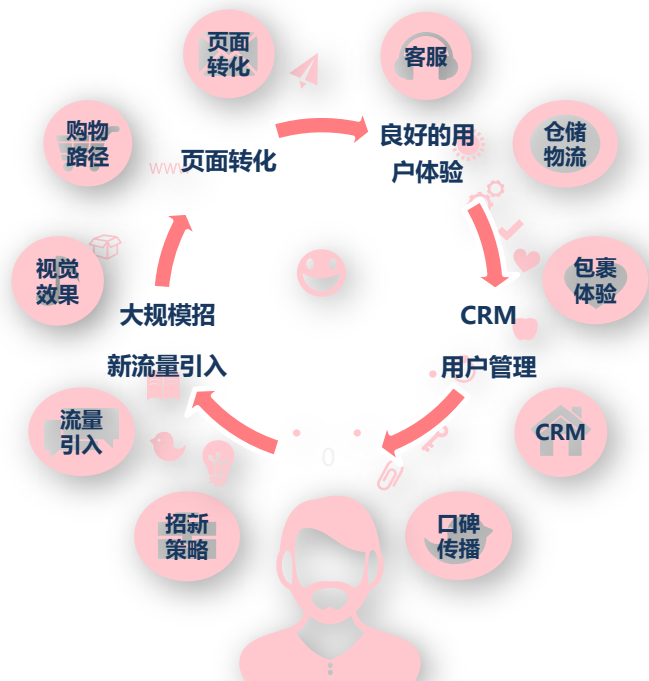 页面
转化
客服
购物
路径
页面转化
www
良好的用
户体验
仓储
物流
视觉
效果
包裹
体验
大规模招
新流量引入
CRM
用户管理
流量
引入
CRM
0
招新
策略
口碑
传播